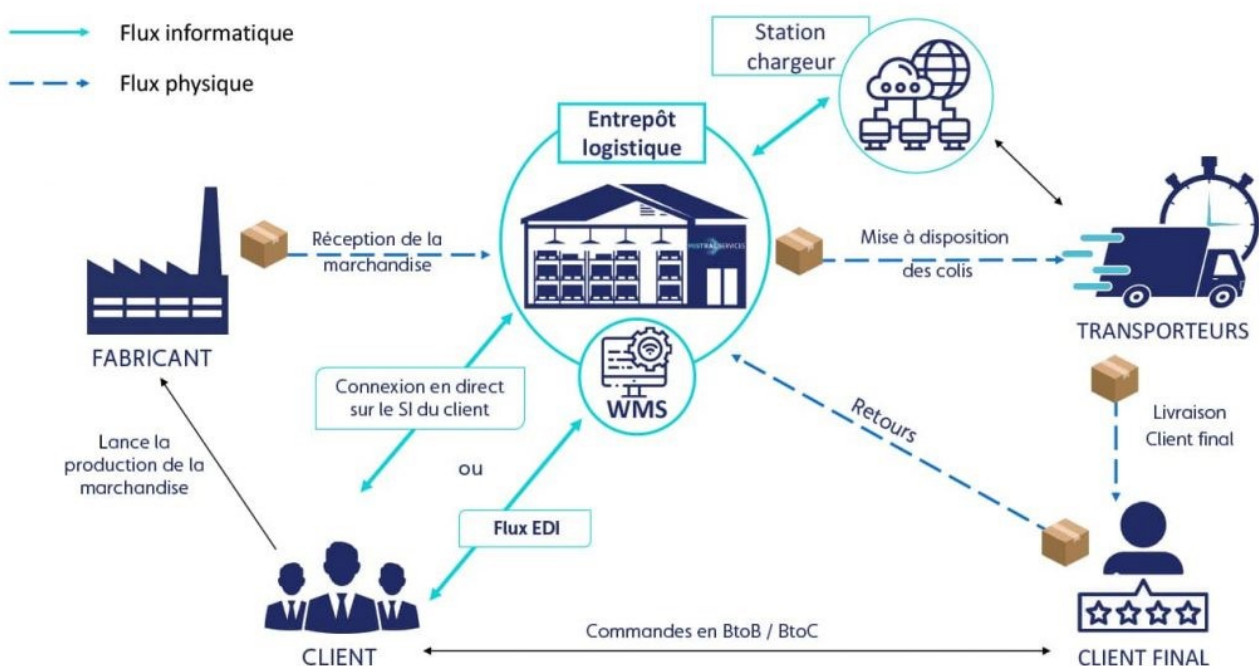 Flux informatique
Flux physique
Station
chargeur
Entrepôt
logistique
MISTRAL SERVICES
Réception de la
marchandise
Mise à disposition
des colis
FABRICANT
TRANSPORTEURS
Connexion en direct
sur le SI du client
WMS
Retours
Livraison
Client final
Lance la
production de la
marchandise
ou
Flux EDI
Commandes en BtoB / BtoC
CLIENT
CLIENT FINAL